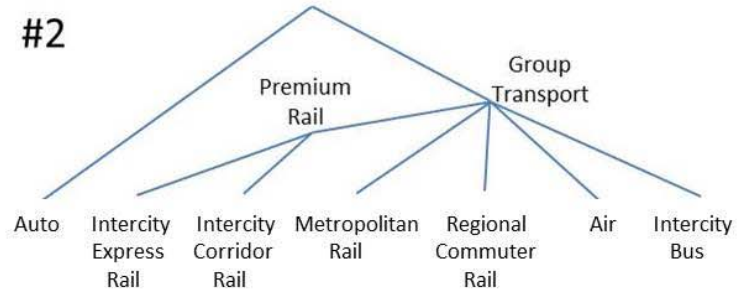 #2
Group
Transport
Premium
Rail
Auto
Intercity
Express
Rail
Intercity
Corridor
Rail
Metropolitan
Rail
Regional
Commuter
Rail
Air
Intercity
Bus